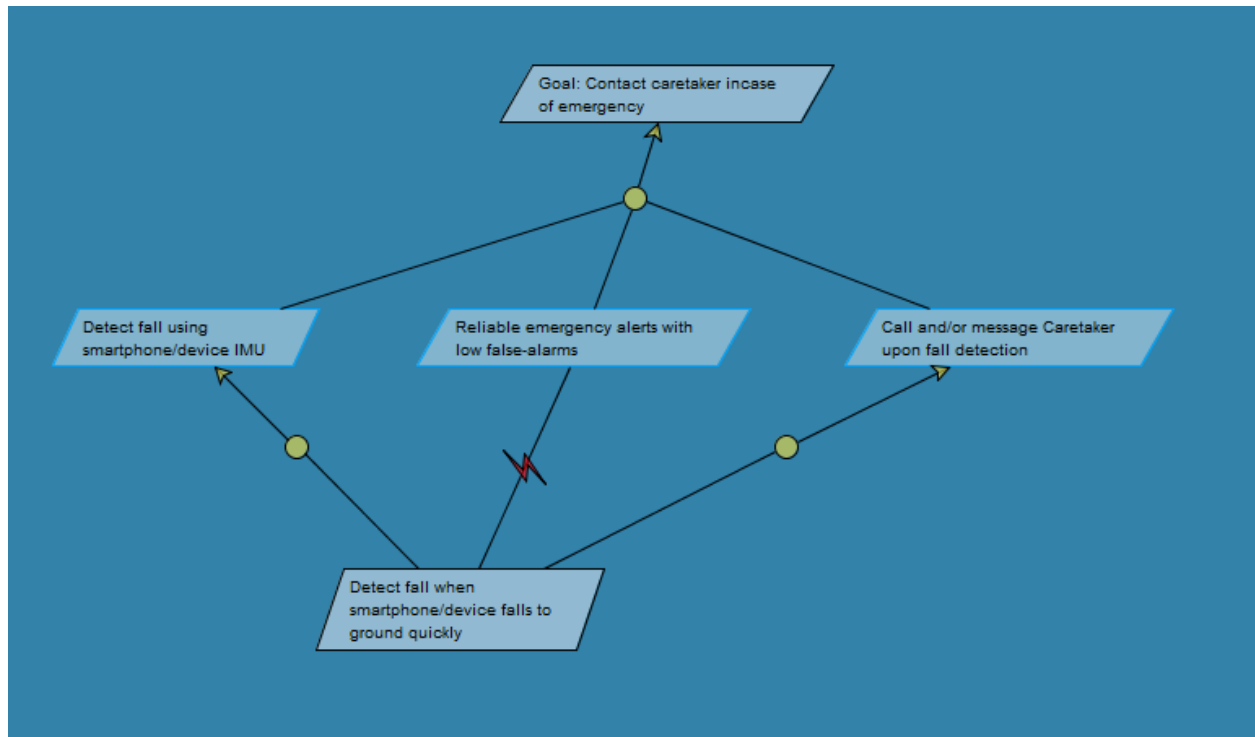 Goal: Contact caretaker incase
of emergency
Detect fall using
smartphone/device IMU
Reliable emergency alerts with
low false-alarms
Call and/or message Caretaker
upon fall detection
Detect fall when
smartphone/device falls to
ground quickly